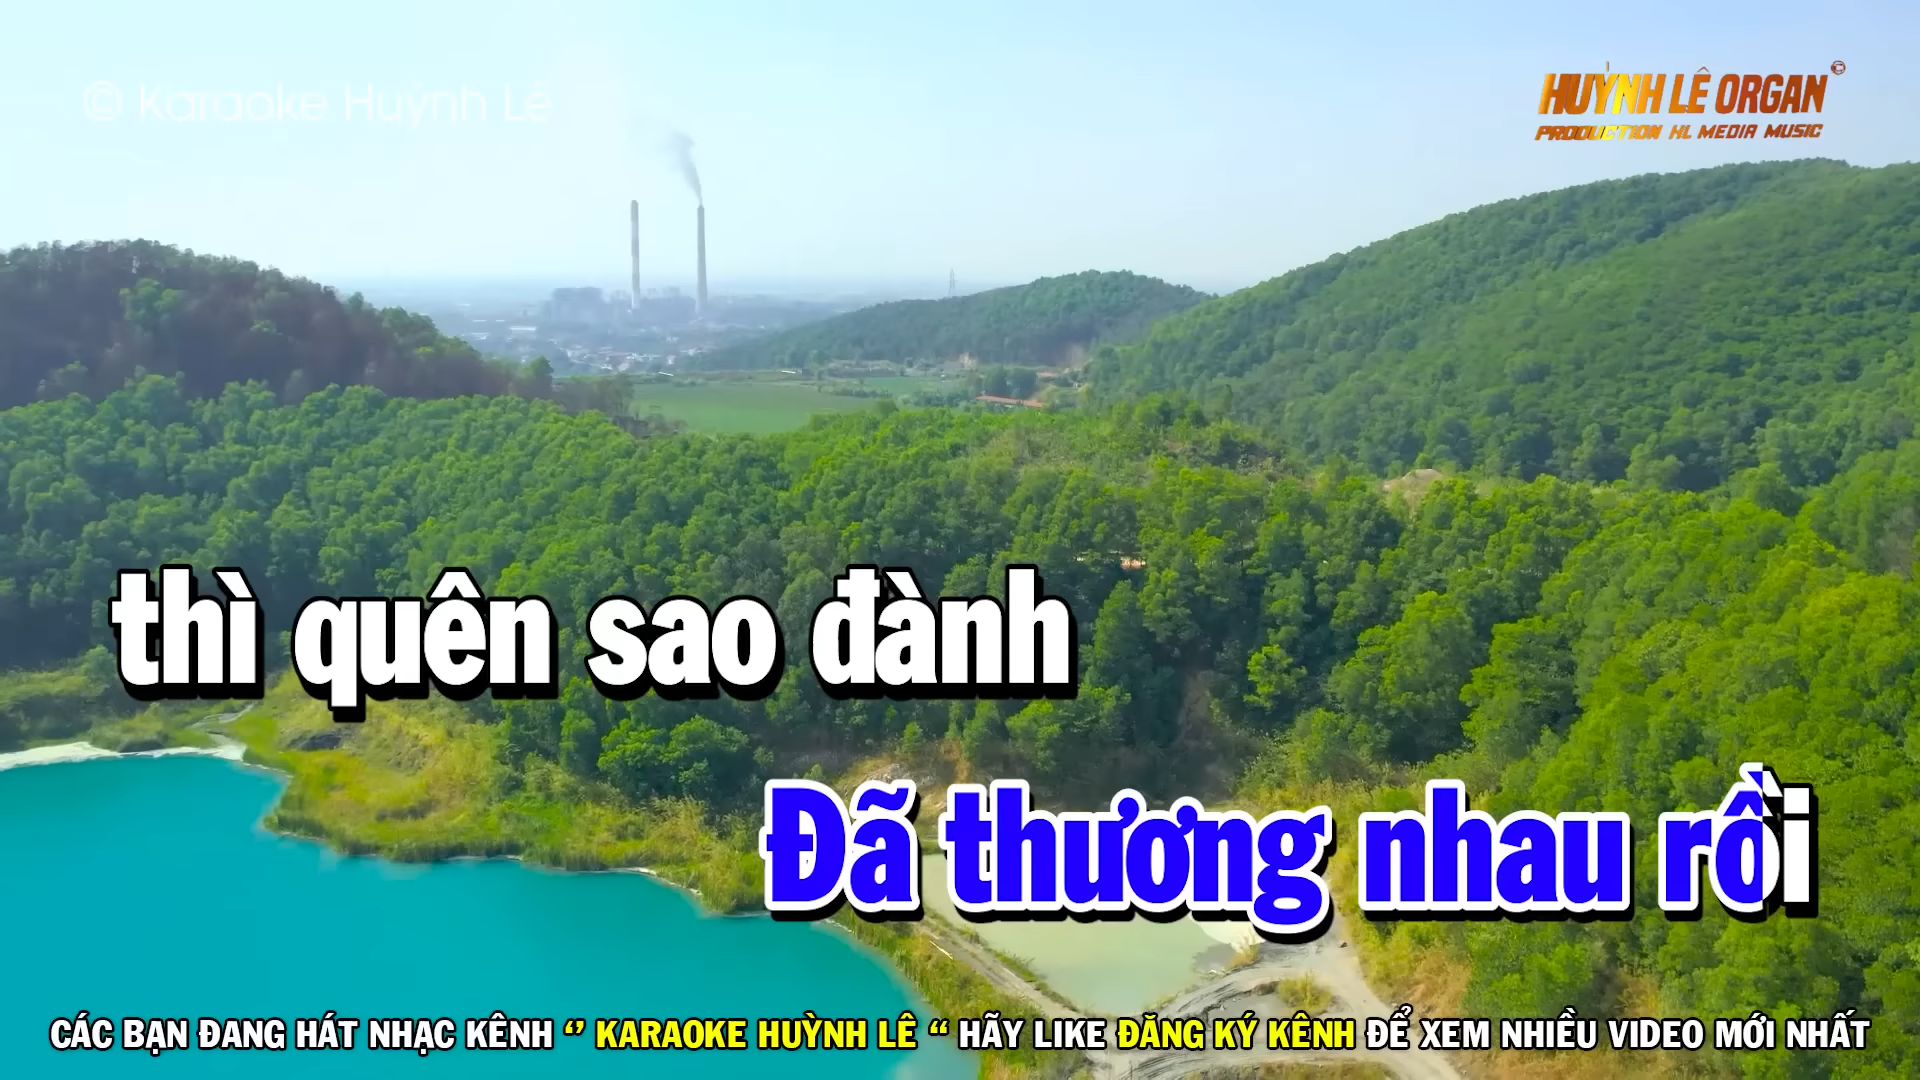 © Karaoke Huỳnh Lê
HUỲNH LÊ ORGAN ©
PRODUCTION HL MEDIA MUSIC
thì quên sao đành
Đã thương nhau rồi
CÁC BẠN ĐANG HÁT NHẠC KÊNH ‘’ KARAOKE HUỲNH LÊ “ HÃY LIKE ĐĂNG KÝ KÊNH ĐỂ XEM NHIỀU VIDEO MỚI NHẤT